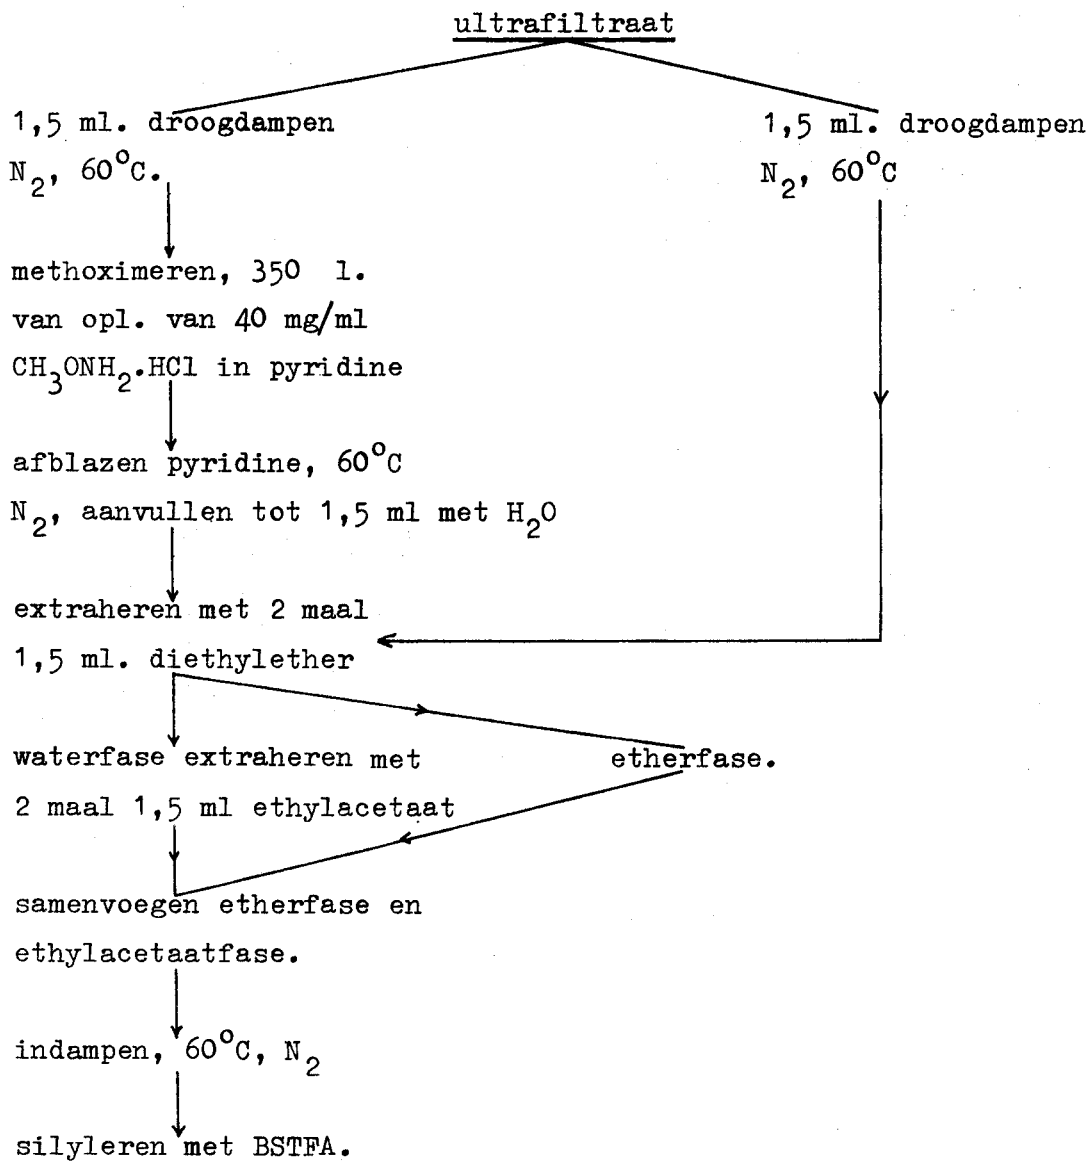 ultrafiltraat
1,5 ml. droogdampen
N₂, 60°C.
1,5 ml. droogdampen
N₂, 60°C
methoximeren, 350 l.
van opl. van 40 mg/ml
CH₃ONH₂.HCl in pyridine
afblazen pyridine, 60°C
N₂, aanvullen tot 1,5 ml met H₂O
extraheren met 2 maal
1,5 ml. diethylether
waterfase extraheren met
2 maal 1,5 ml ethylacetaat
etherfase.
samenvoegen etherfase en
ethylacetaatfase.
indampen, 60°C, N₂
silyleren met BSTFA.